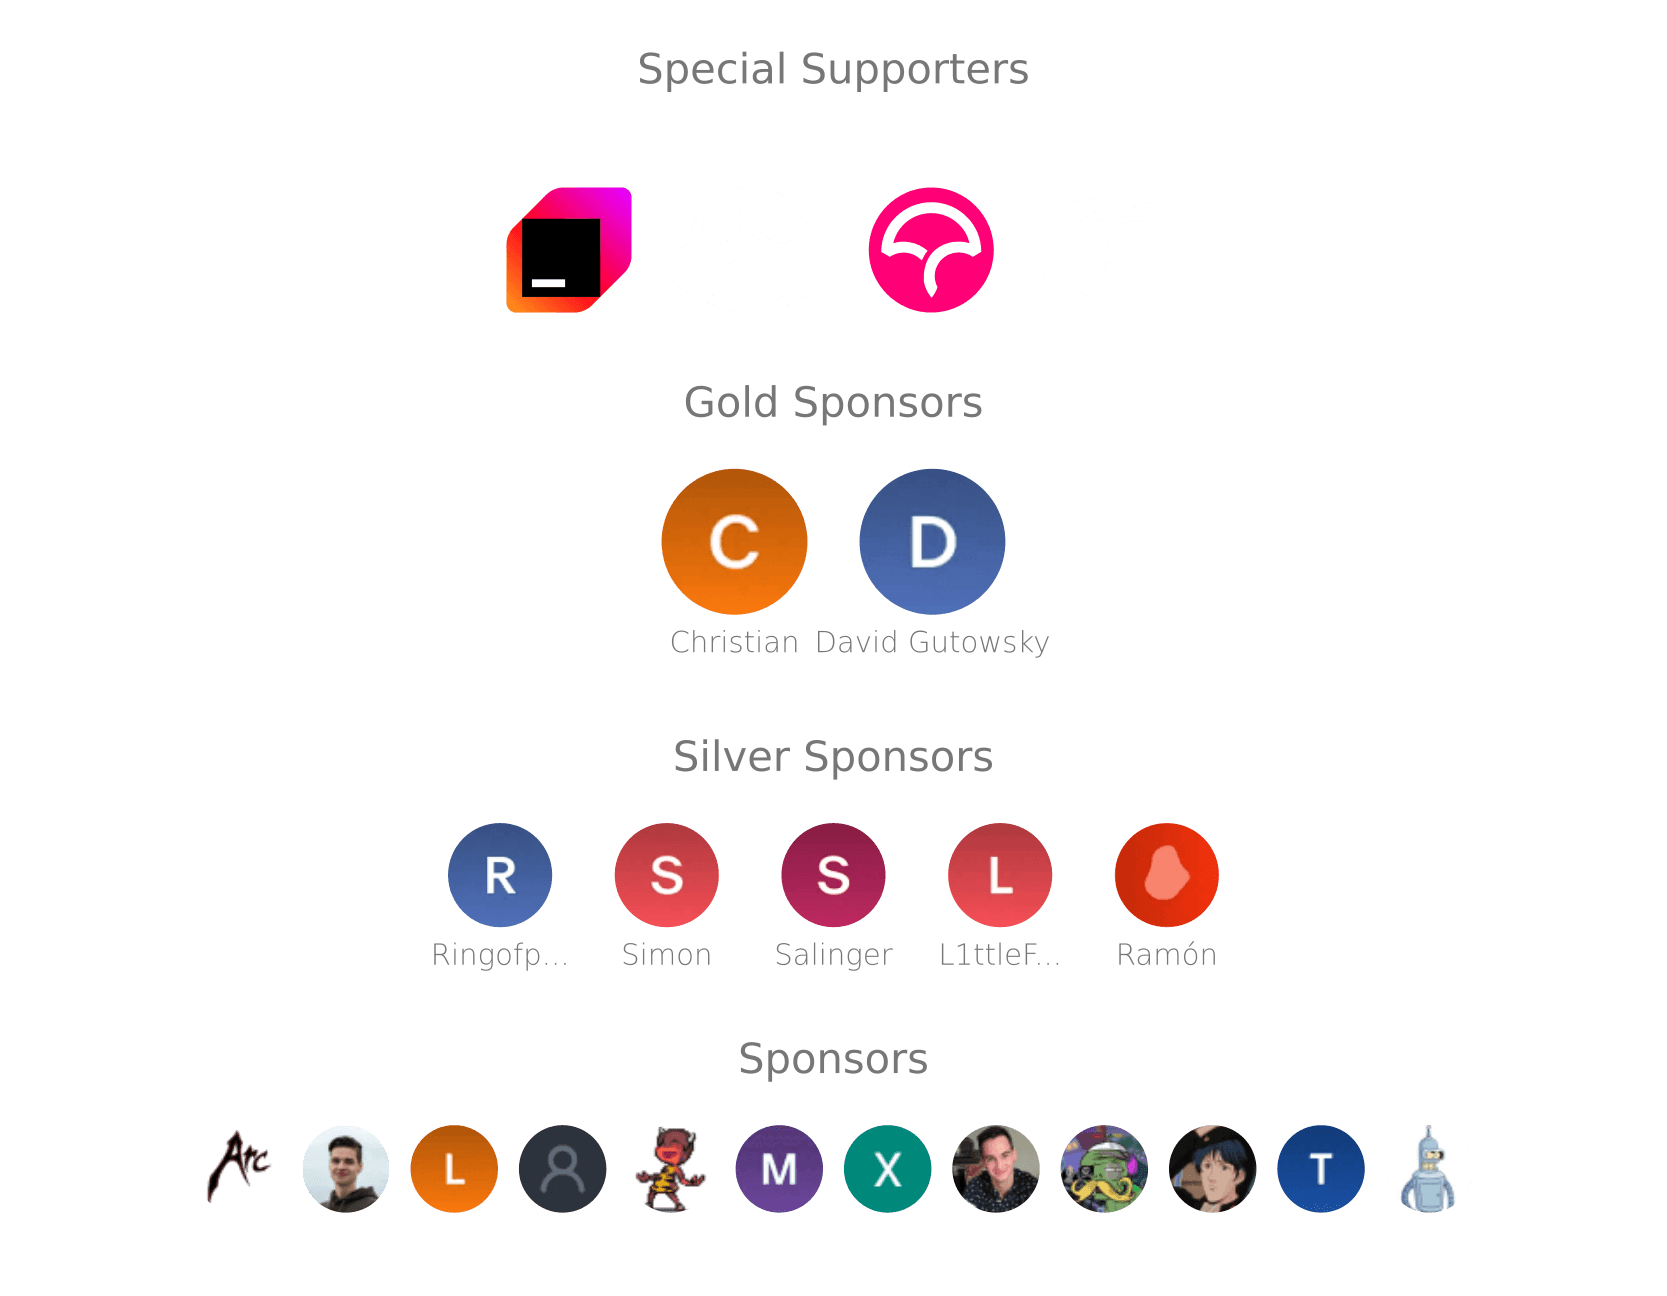 Special Supporters
Gold Sponsors
C D
Christian David Gutowsky
Silver Sponsors
R S S L
Ringofp... Simon Salinger L1ttleF... Ramón
Sponsors
Arc L M X T